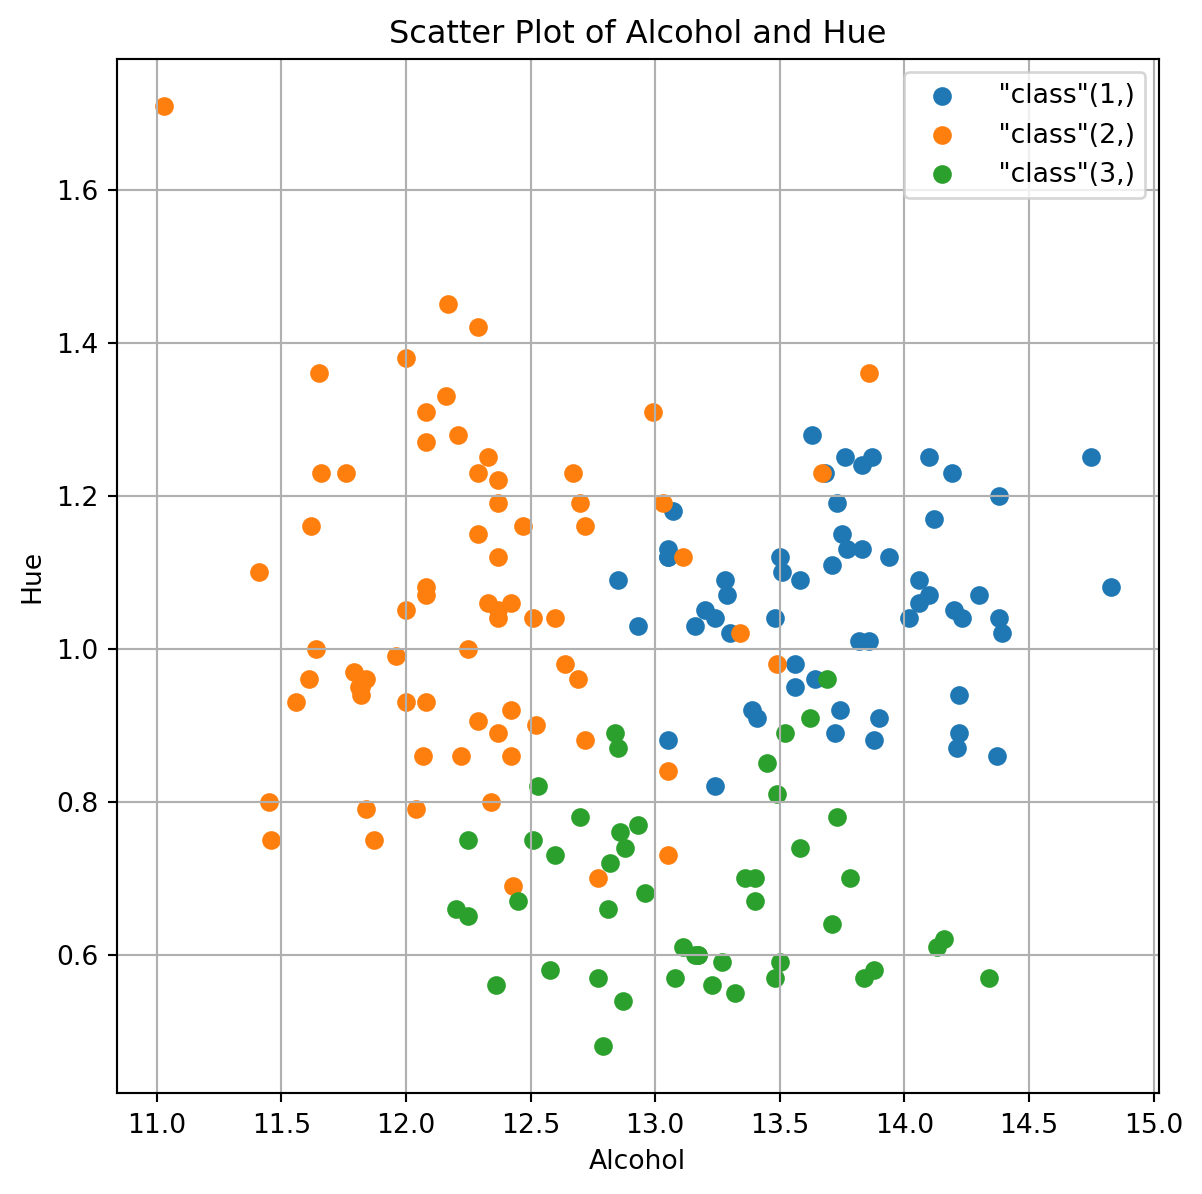 Scatter Plot of Alcohol and Hue
"class"(1,)
"class"(2,)
"class"(3,)
1.6
1.4
1.2
1.0
0.8
0.6
Hue
11.0 11.5 12.0 12.5 13.0 13.5 14.0 14.5 15.0
Alcohol